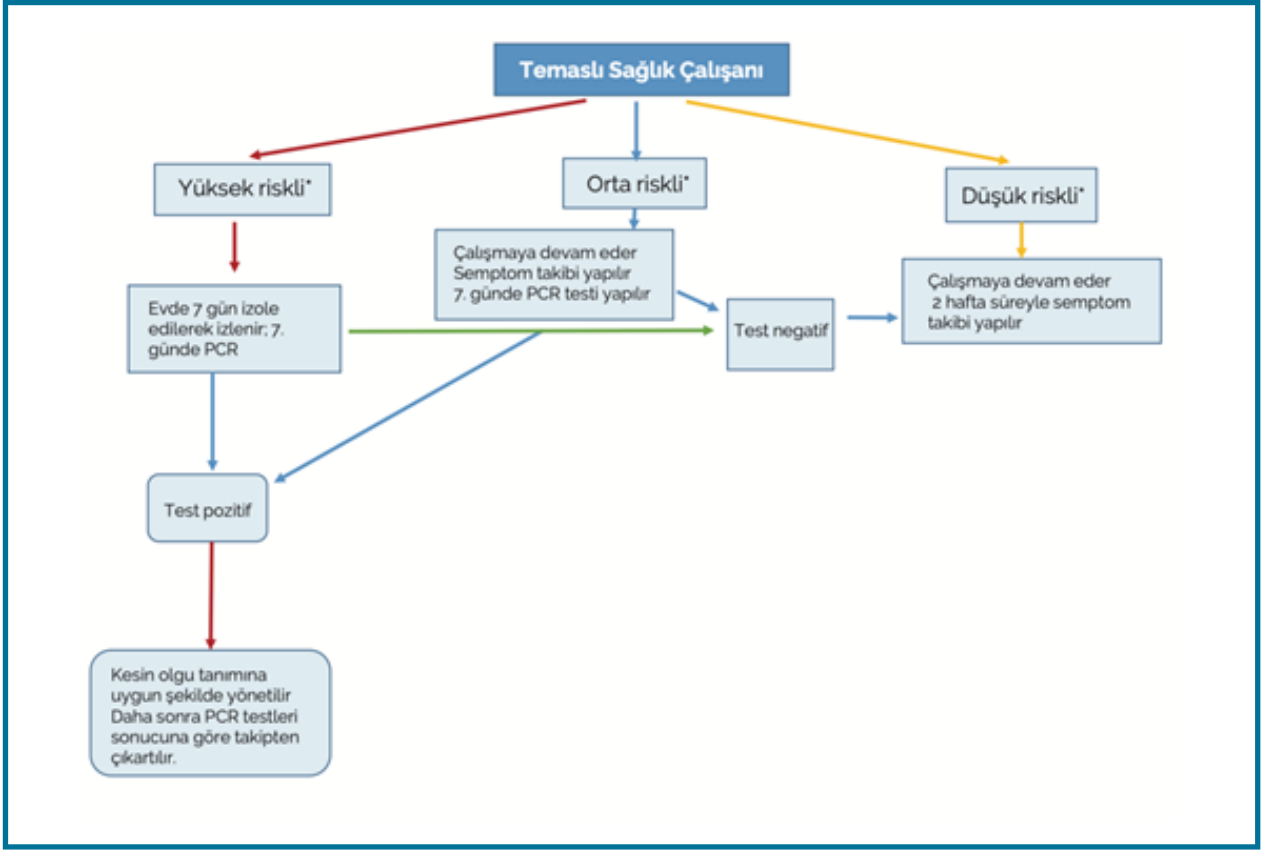 Temaslı Sağlık Çalışanı
Yüksek riskli*
Orta riskli*
Düşük riskli*
Evde 7 gün izole
edilerek izlenir; 7.
günde PCR
Çalışmaya devam eder
Semptom takibi yapılır
7. günde PCR testi yapılır
Test negatif
Çalışmaya devam eder
2 hafta süreyle semptom
takibi yapılır
Test pozitif
Kesin olgu tanımına
uygun şekilde yönetilir
Daha sonra PCR testleri
sonucuna göre takipten
çıkartılır.